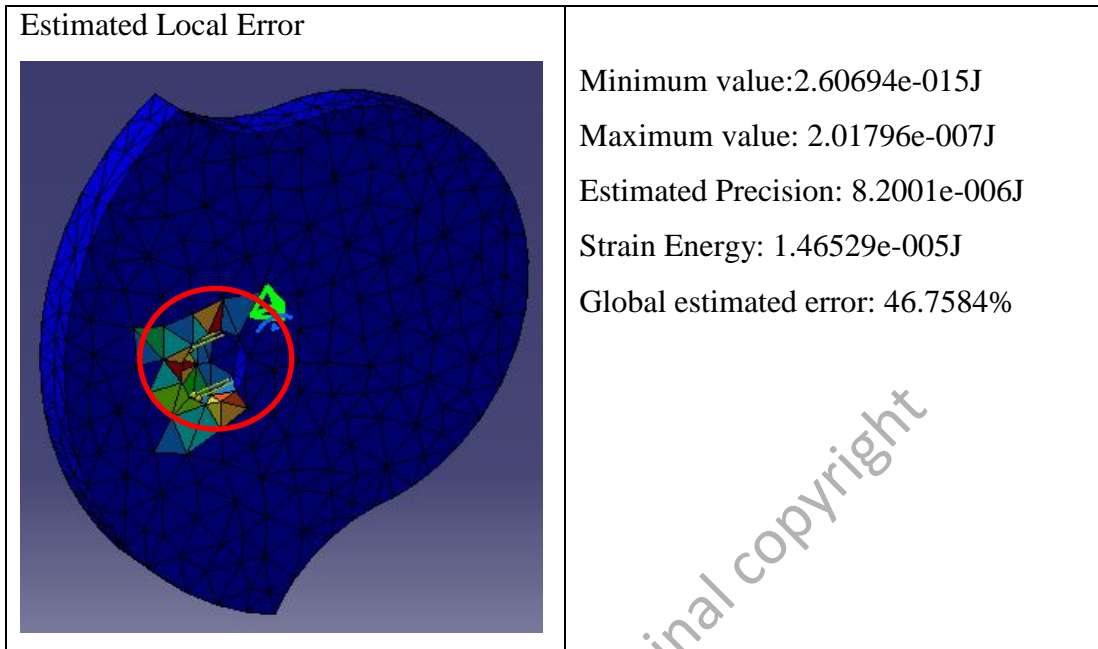 Estimated Local Error
Minimum value:2.60694e-015J
Maximum value: 2.01796e-007J
Estimated Precision: 8.2001e-006J
Strain Energy: 1.46529e-005J
Global estimated error: 46.7584%
inal copyright